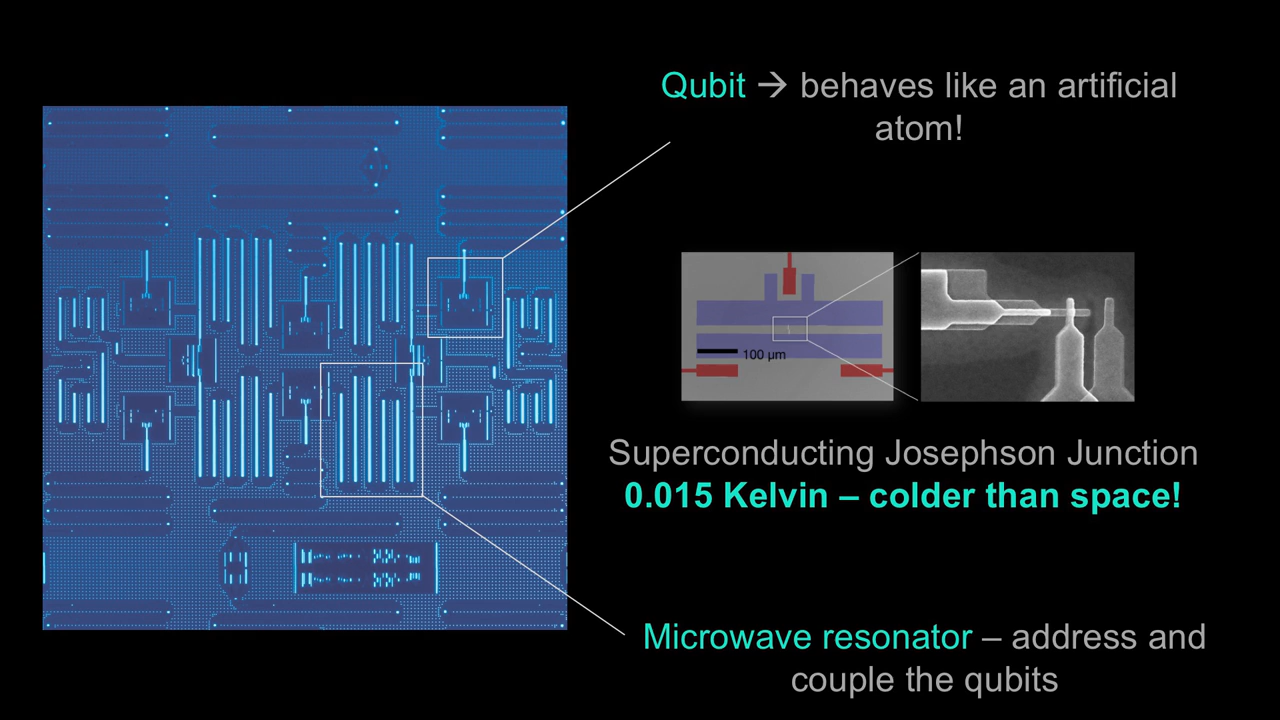 Qubit → behaves like an artificial
atom!
100 µm
Superconducting Josephson Junction
0.015 Kelvin – colder than space!
Microwave resonator – address and
couple the qubits